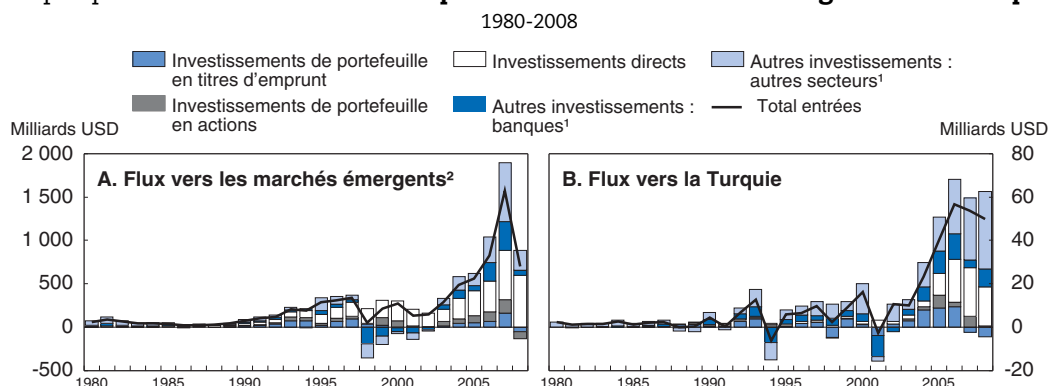 1980-2008
Investissements de portefeuille
en titres d'emprunt
Investissements directs
Autres investissements :
autres secteurs¹
Investissements de portefeuille
en actions
Autres investissements :
banques¹
Total entrées
Milliards USD
Milliards USD
2 000
1 500
1 000
500
0
-500
A. Flux vers les marchés émergents²
B. Flux vers la Turquie
80
60
40
20
0
-20
1980 1985 1990 1995 2000 2005
1980 1985 1990 1995 2000 2005